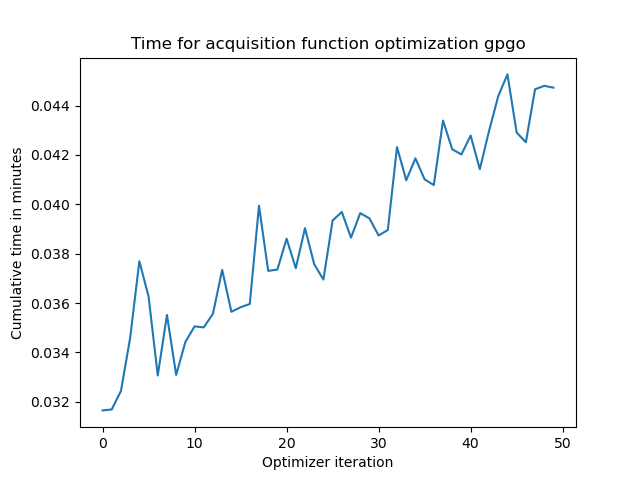 Time for acquisition function optimization gpgo
Cumulative time in minutes
0.044
0.042
0.040
0.038
0.036
0.034
0.032
0 10 20 30 40 50
Optimizer iteration